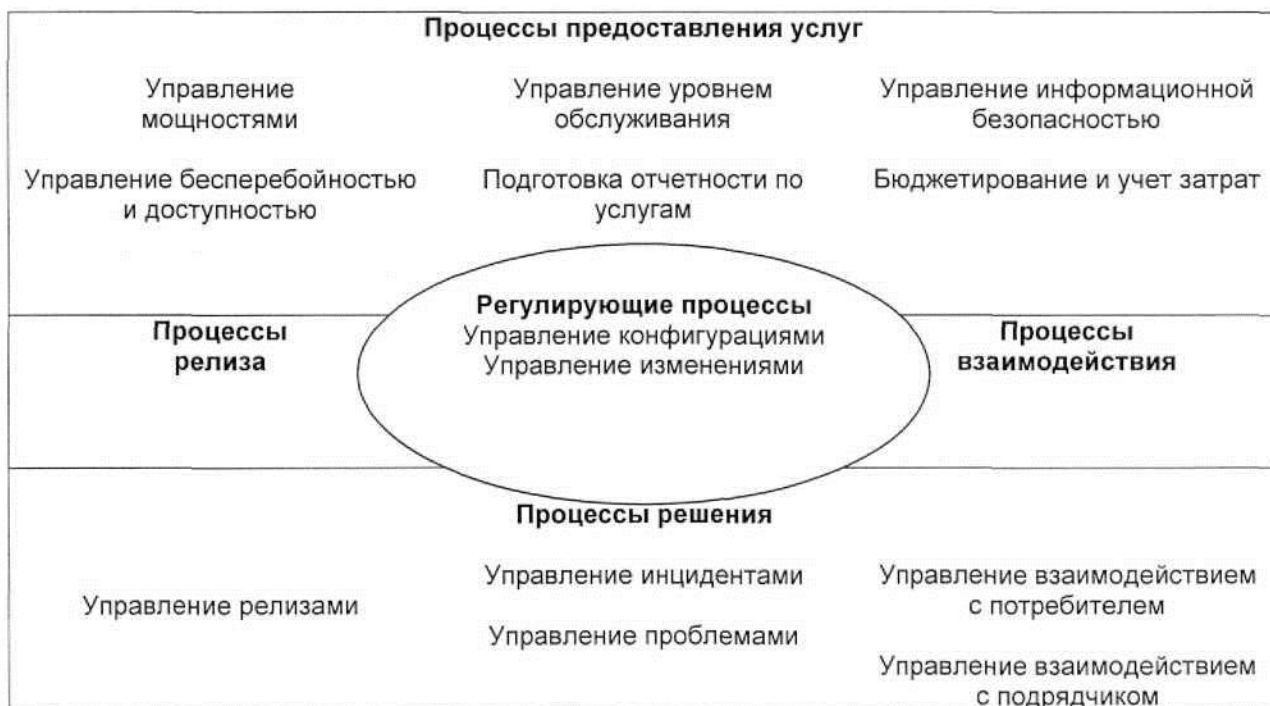 Процессы предоставления услуг
Управление
мощностями
Управление уровнем
обслуживания
Управление информационной
безопасностью
Управление бесперебойностью
и доступностью
Подготовка отчетности по
услугам
Бюджетирование и учет затрат
Регулирующие процессы
Управление конфигурациями
Управление изменениями
Процессы
релиза
Процессы
взаимодействия
Процессы решения
Управление релизами
Управление инцидентами
Управление проблемами
Управление взаимодействием
с потребителем
Управление взаимодействием
с подрядчиком